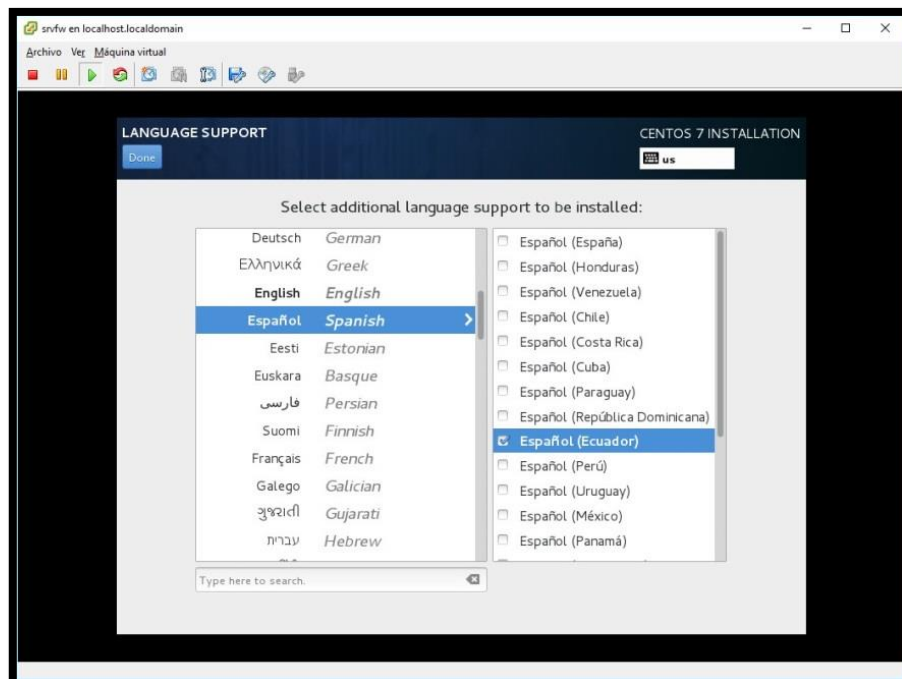 srvfw en localhost.localdomain
Archivo Ver Máquina virtual
LANGUAGE SUPPORT
CENTOS 7 INSTALLATION
Done
us
Select additional language support to be installed:
Deutsch German
Ελληνικά Greek
English English
Español Spanish
Eesti Estonian
Euskara Basque
فارسی Persian
Suomi Finnish
Français French
Galego Galician
ગુજરાતી Gujarati
עברית Hebrew
Español (España)
Español (Honduras)
Español (Venezuela)
Español (Chile)
Español (Costa Rica)
Español (Cuba)
Español (Paraguay)
Español (República Dominicana)
Español (Ecuador)
Español (Perú)
Español (Uruguay)
Español (México)
Español (Panamá)
Type here to search.